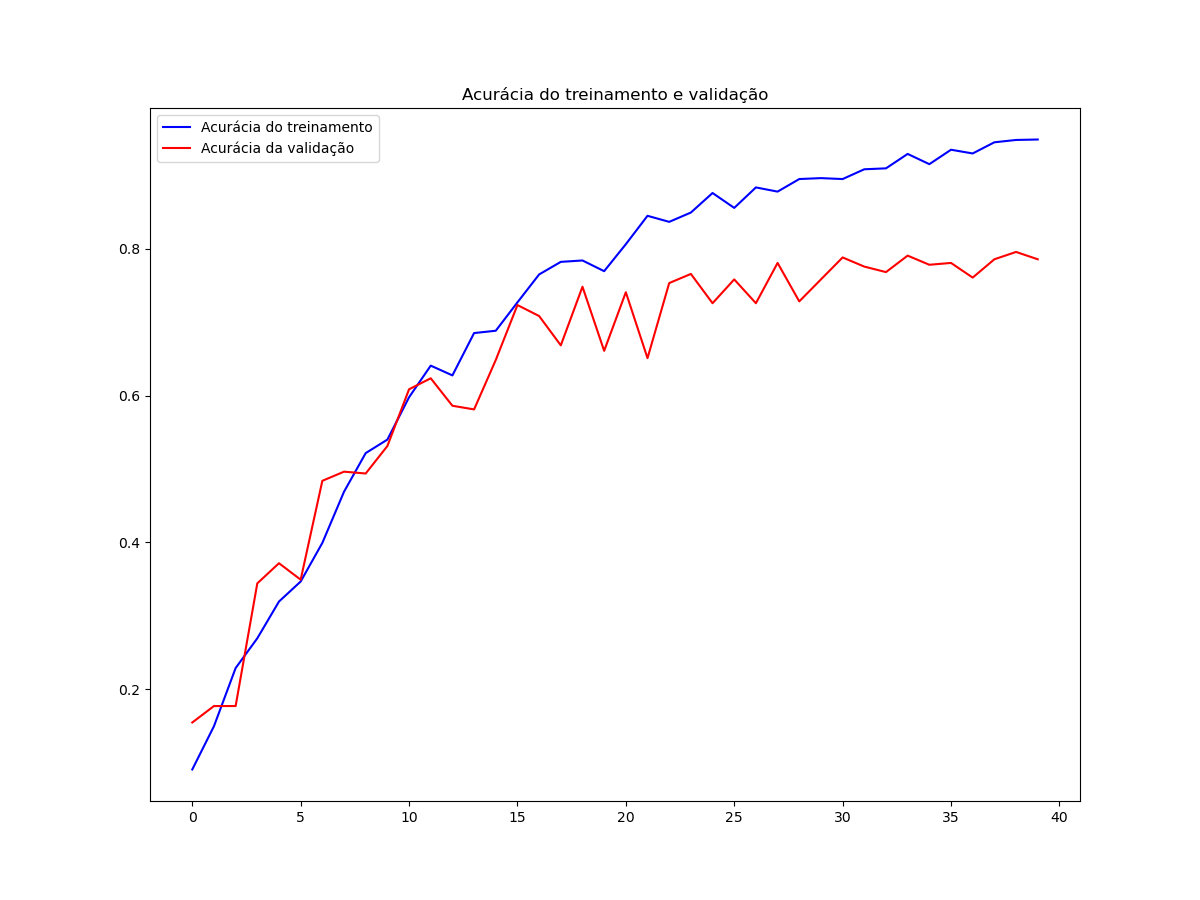 Acurácia do treinamento e validação
Acurácia do treinamento
Acurácia da validação
0.8
0.6
0.4
0.2
0 5 10 15 20 25 30 35 40